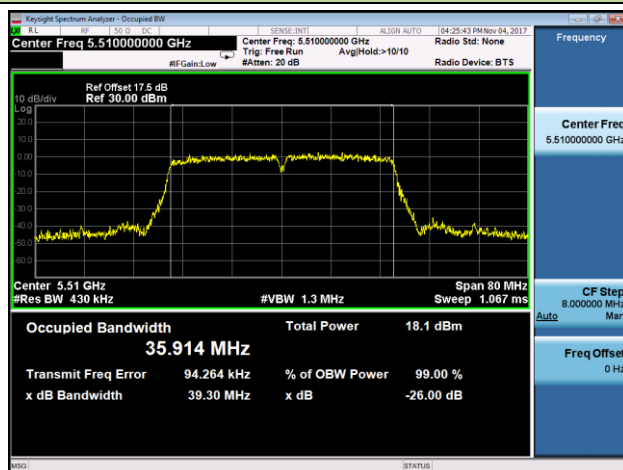 Keysight Spectrum Analyzer - Occupied BW
RL RF 50 Ω DC SENSE:INT ALIGN AUTO 04:25:43 PM Nov 04, 2017
Center Freq 5.510000000 GHz
Center Freq: 5.510000000 GHz
Radio Std: None
Trig: Free Run Avg|Hold:>10/10
#IFGain:Low #Atten: 20 dB Radio Device: BTS
Ref Offset 17.5 dB
10 dB/div Ref 30.00 dBm
Log
20.0
10.0
0.00
-10.0
-20.0
-30.0
-40.0
-50.0
-60.0
Center 5.51 GHz Span 80 MHz
#Res BW 430 kHz #VBW 1.3 MHz Sweep 1.067 ms
Occupied Bandwidth Total Power 18.1 dBm
35.914 MHz
Transmit Freq Error 94.264 kHz % of OBW Power 99.00 %
x dB Bandwidth 39.30 MHz x dB -26.00 dB
MSG STATUS
Frequency
Center Freq
5.510000000 GHz
CF Step
8.000000 MHz
Auto Man
Freq Offset
0 Hz